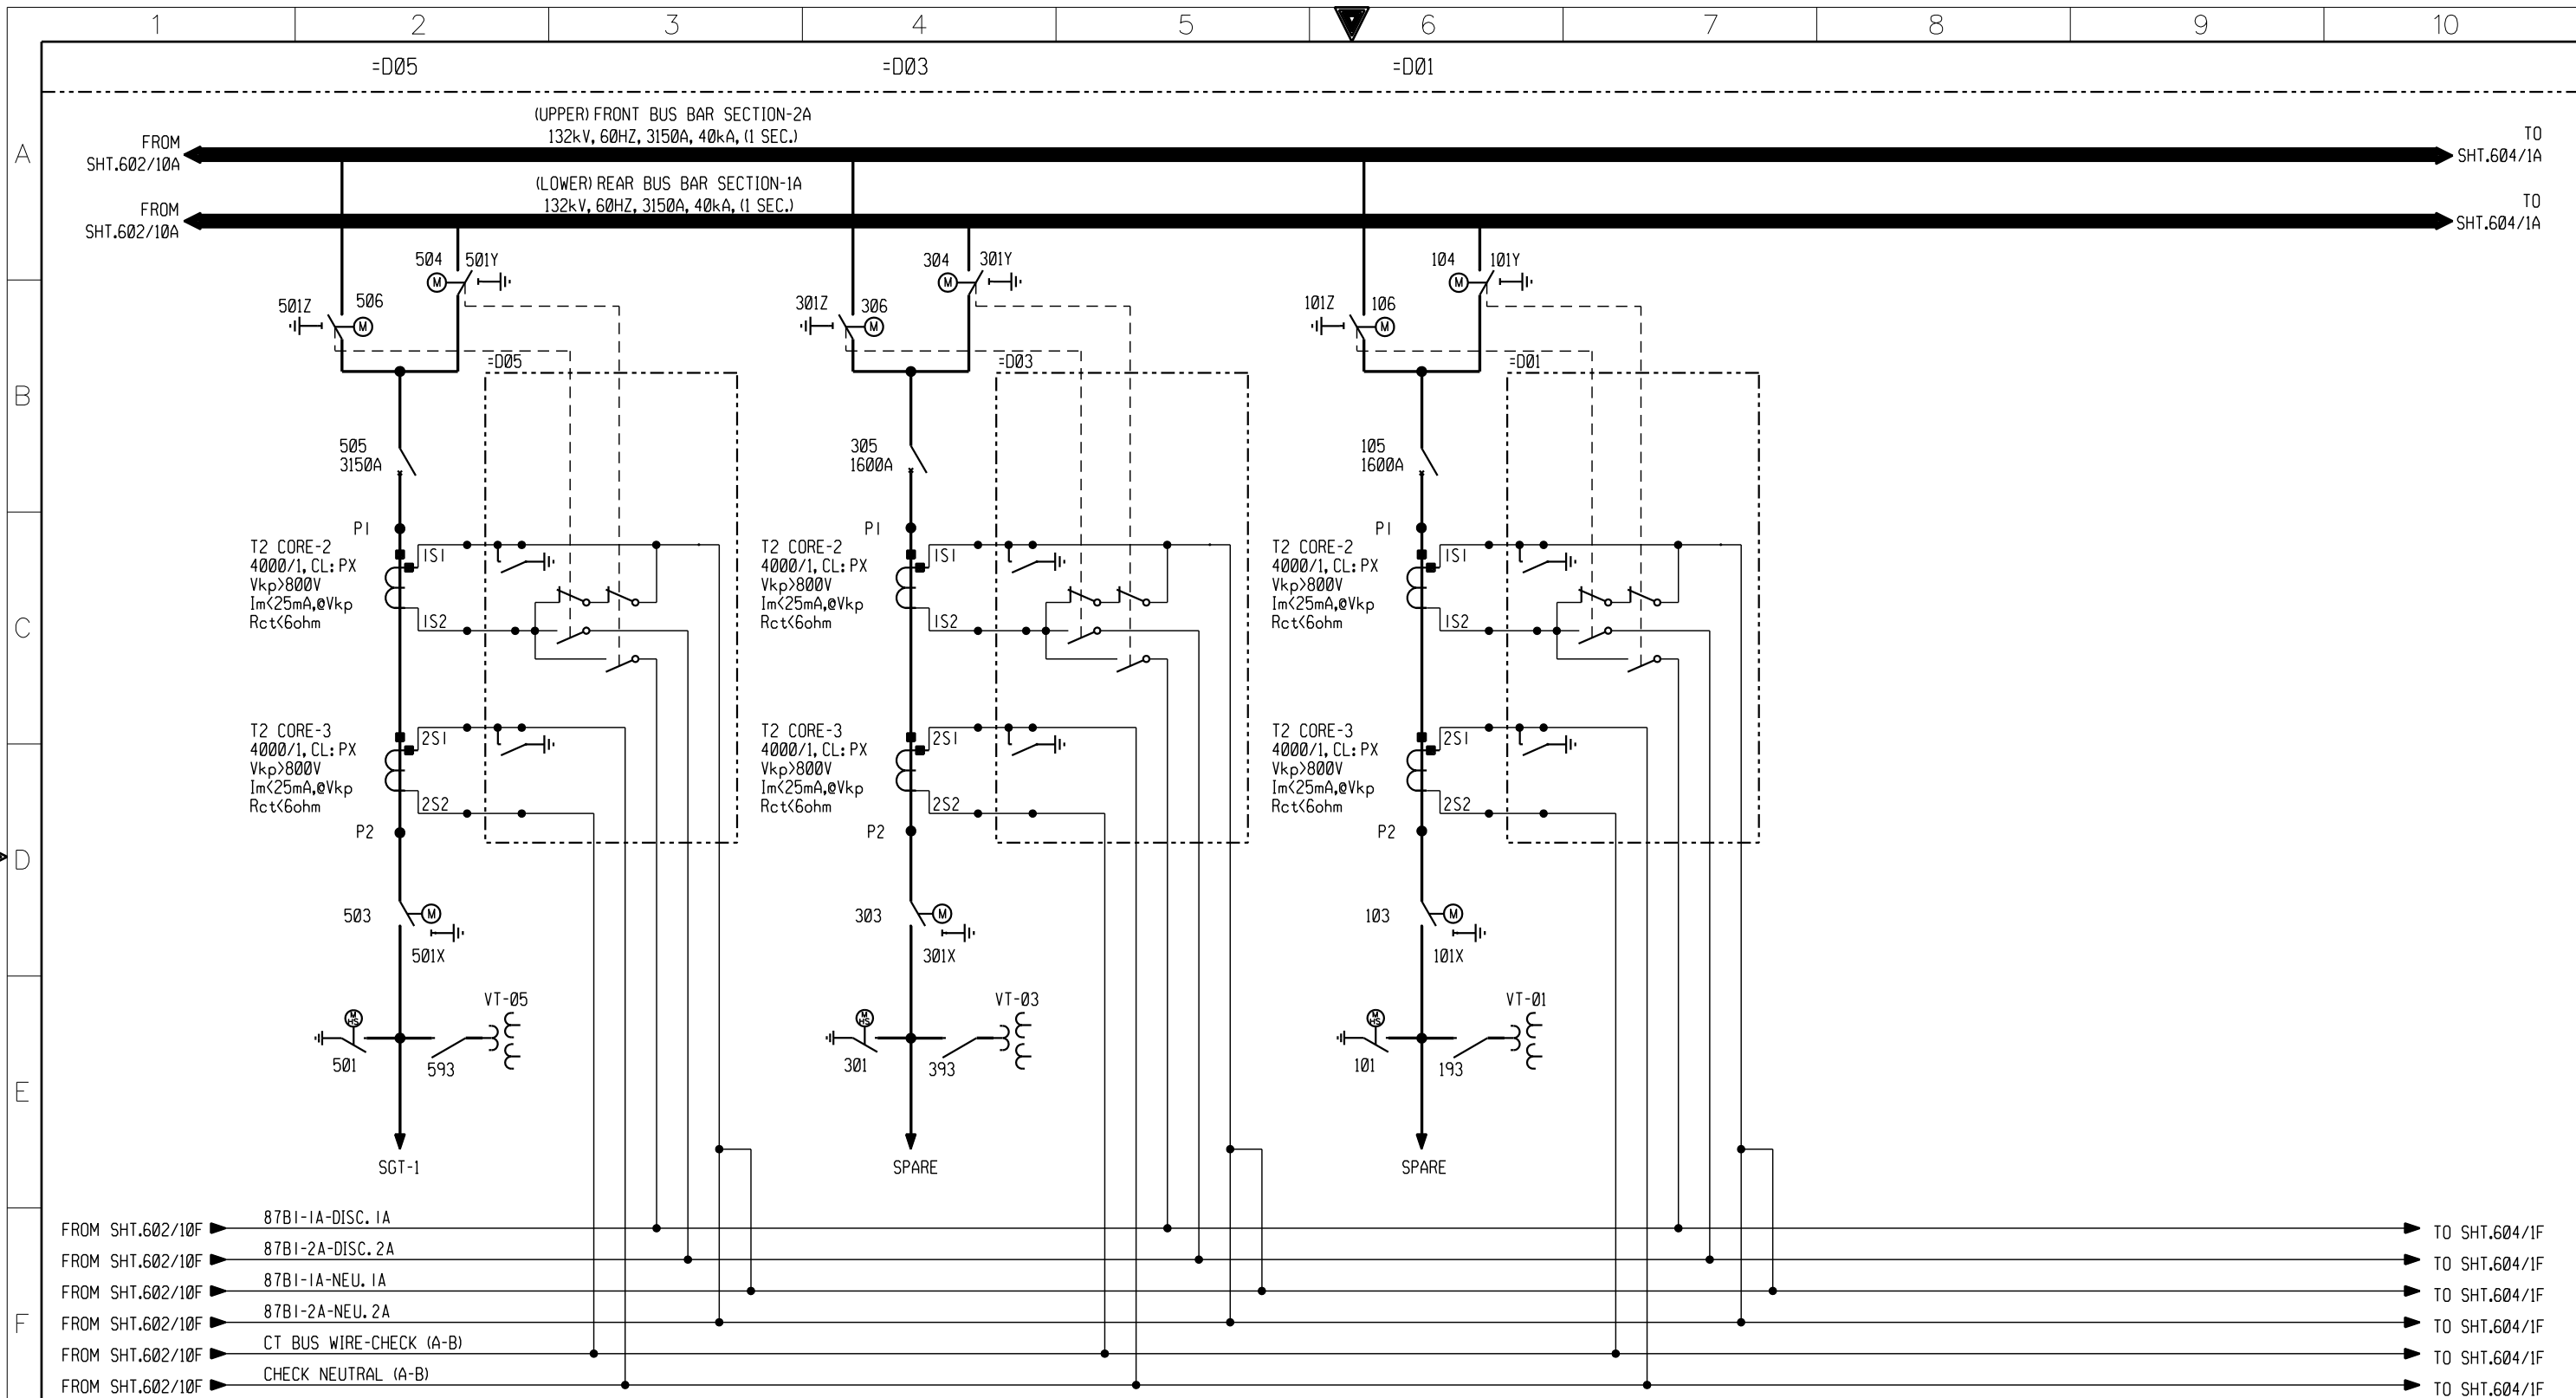 1 2 3 4 5 6 7 8 9 10
=DØ5 =DØ3 =DØ1
A
B
C
D
E
F
(UPPER) FRONT BUS BAR SECTION-2A
132kV, 60HZ, 3150A, 40kA, (1 SEC.)
FROM
SHT.602/10A
TO
SHT.604/1A
(LOWER) REAR BUS BAR SECTION-1A
132kV, 60HZ, 3150A, 40kA, (1 SEC.)
FROM
SHT.602/10A
TO
SHT.604/1A
504 501Y
M
501Z 506
M
=DØ5
505
3150A
P1
T2 CORE-2
4000/1, CL: PX
Vkp>800V
Im<25mA,@Vkp
Rct<6ohm
1S1
1S2
T2 CORE-3
4000/1, CL: PX
Vkp>800V
Im<25mA,@Vkp
Rct<6ohm
2S1
2S2
P2
503
M
501X
VT-05
M
HS
501
593
SGT-1
304 301Y
M
301Z 306
M
=DØ3
305
1600A
P1
T2 CORE-2
4000/1, CL: PX
Vkp>800V
Im<25mA,@Vkp
Rct<6ohm
1S1
1S2
T2 CORE-3
4000/1, CL: PX
Vkp>800V
Im<25mA,@Vkp
Rct<6ohm
2S1
2S2
P2
303
M
301X
VT-03
M
HS
301
393
SPARE
104 101Y
M
101Z 106
M
=DØ1
105
1600A
P1
T2 CORE-2
4000/1, CL: PX
Vkp>800V
Im<25mA,@Vkp
Rct<6ohm
1S1
1S2
T2 CORE-3
4000/1, CL: PX
Vkp>800V
Im<25mA,@Vkp
Rct<6ohm
2S1
2S2
P2
103
M
101X
VT-01
M
HS
101
193
SPARE
FROM SHT.602/10F 87B1-1A-DISC.1A TO SHT.604/1F
FROM SHT.602/10F 87B1-2A-DISC.2A TO SHT.604/1F
FROM SHT.602/10F 87B1-1A-NEU.1A TO SHT.604/1F
FROM SHT.602/10F 87B1-2A-NEU.2A TO SHT.604/1F
FROM SHT.602/10F CT BUS WIRE-CHECK (A-B) TO SHT.604/1F
FROM SHT.602/10F CHECK NEUTRAL (A-B) TO SHT.604/1F